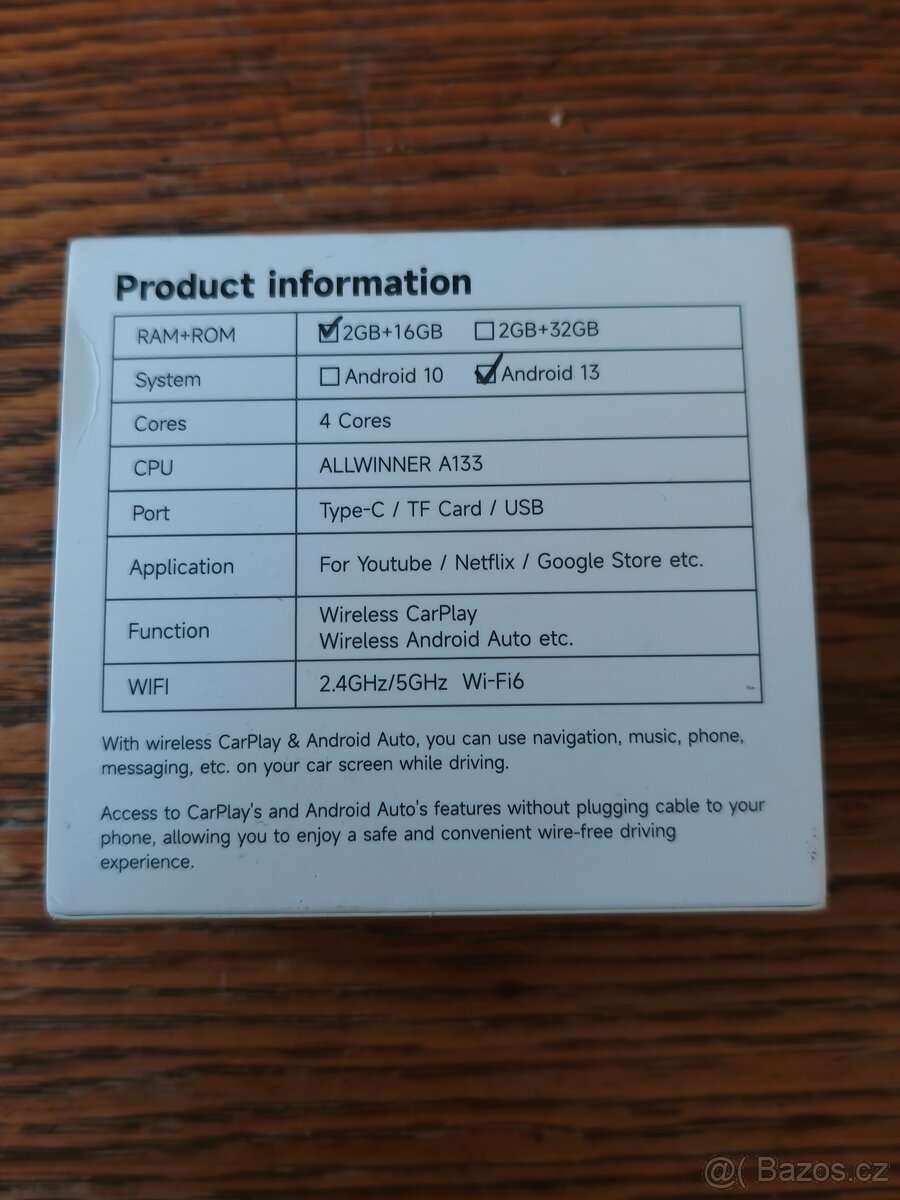 Product information
RAM+ROM ☑2GB+16GB ☐2GB+32GB
System ☐Android 10 ☑Android 13
Cores 4 Cores
CPU ALLWINNER A133
Port Type-C / TF Card / USB
Application For Youtube / Netflix / Google Store etc.
Function Wireless CarPlay
Wireless Android Auto etc.
WIFI 2.4GHz/5GHz Wi-Fi6
With wireless CarPlay & Android Auto, you can use navigation, music, phone,
messaging, etc. on your car screen while driving.
Access to CarPlay's and Android Auto's features without plugging cable to your
phone, allowing you to enjoy a safe and convenient wire-free driving
experience.
@( Bazos.cz